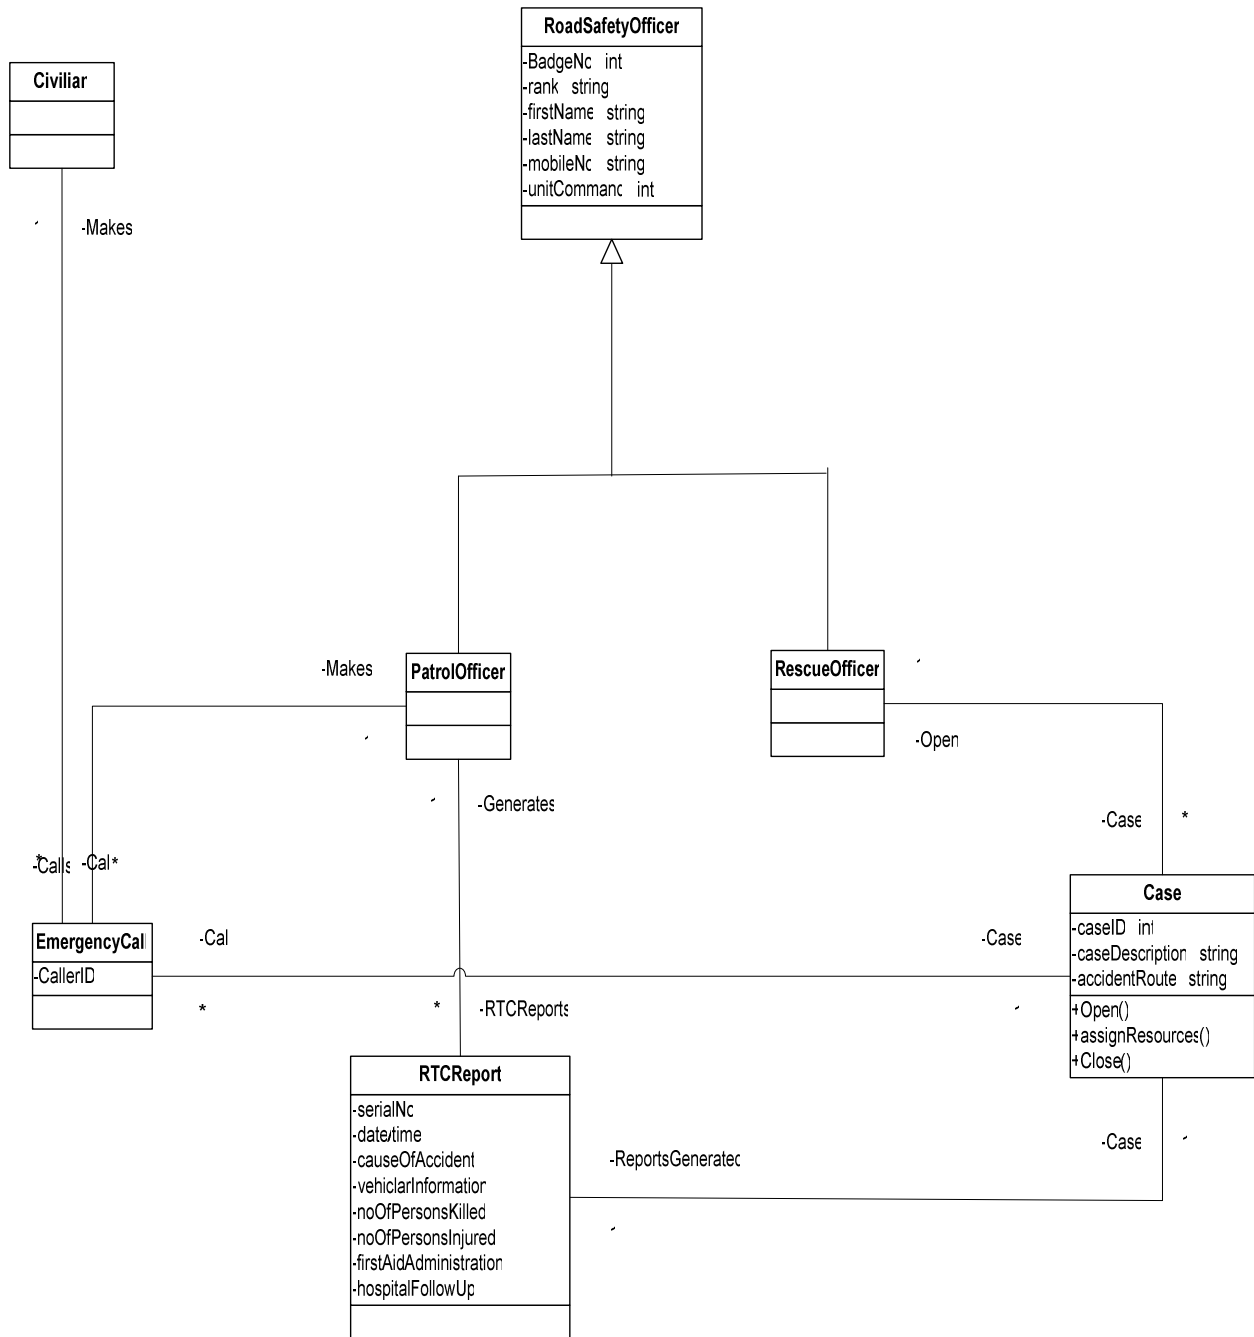 RoadSafetyOfficer
-BadgeNo int
-rank string
-firstName string
-lastName string
-mobileNo string
-unitCommand int
Civiliar
-Makes
-Makes
PatrolOfficer
RescueOfficer
-Open
-Generates
-Case *
*
-Calls -Cal*
Case
-caseID int
-caseDescription string
-accidentRoute string
+Open()
+assignResources()
+Close()
EmergencyCal
-CallerID
-Cal
-Case
*
* -RTCReports
RTCReport
-serialNo
-date/time
-causeOfAccident
-vehiclarInformation
-noOfPersonsKilled
-noOfPersonsInjured
-firstAidAdministration
-hospitalFollowUp
-Case
-ReportsGenerated